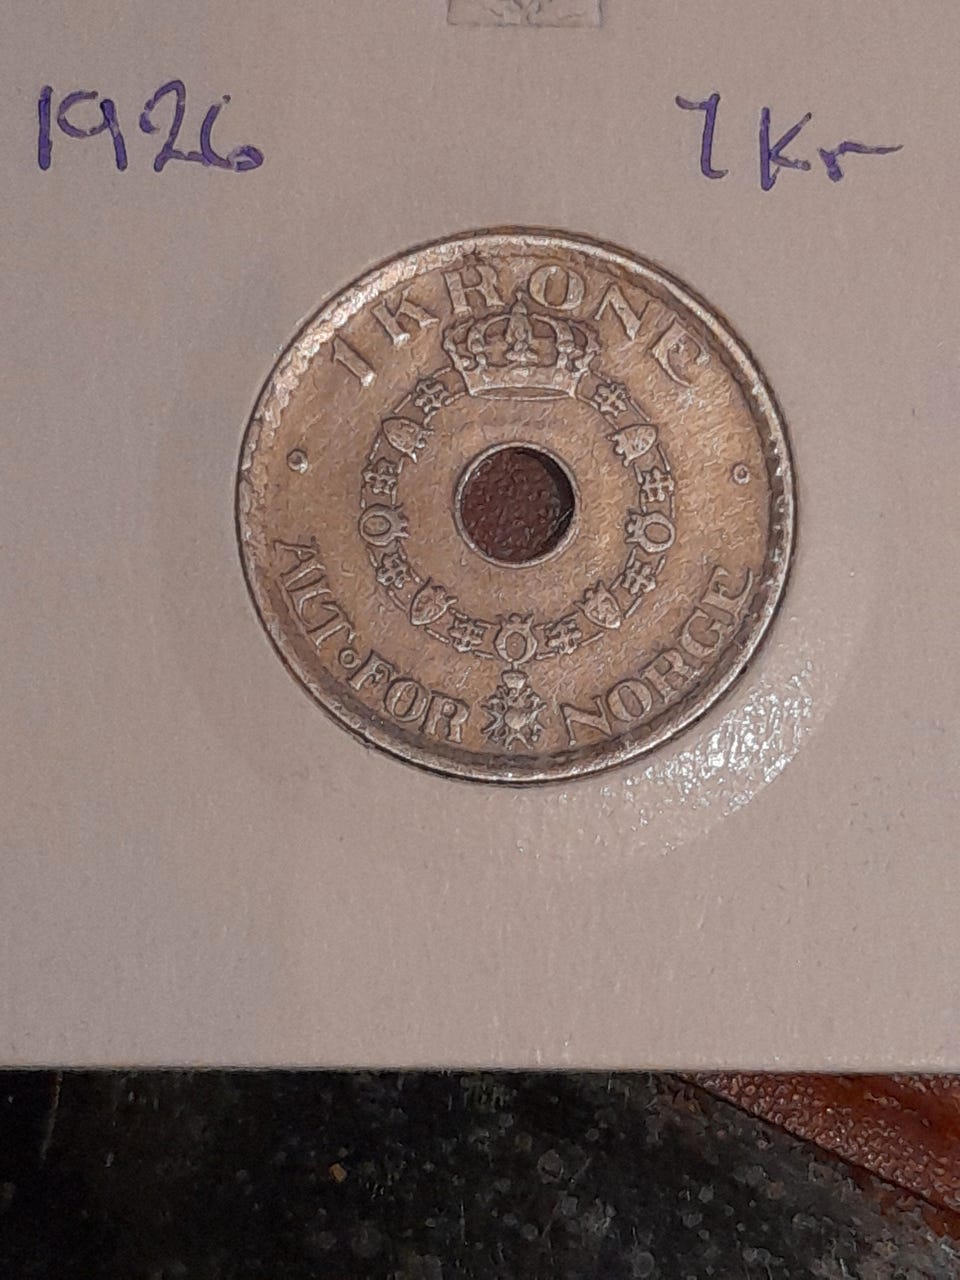 1926 1 Kr
1 KRONE
ALT • FOR NORGE